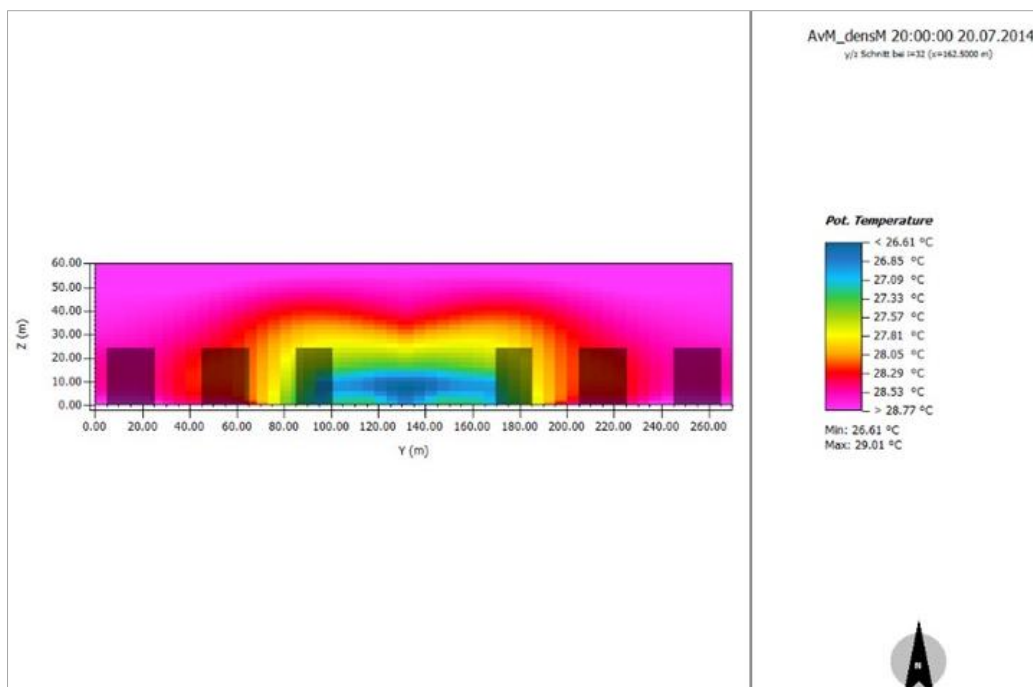 AvM_densM 20:00:00 20.07.2014
y/z Schnitt bei i=32 (x=162.5000 m)
Pot. Temperature
< 26.61 °C
26.85 °C
27.09 °C
27.33 °C
27.57 °C
27.81 °C
28.05 °C
28.29 °C
28.53 °C
> 28.77 °C
Min: 26.61 °C
Max: 29.01 °C
60.00
50.00
40.00
30.00
20.00
10.00
0.00
Z (m)
0.00 20.00 40.00 60.00 80.00 100.00 120.00 140.00 160.00 180.00 200.00 220.00 240.00 260.00
Y (m)
N